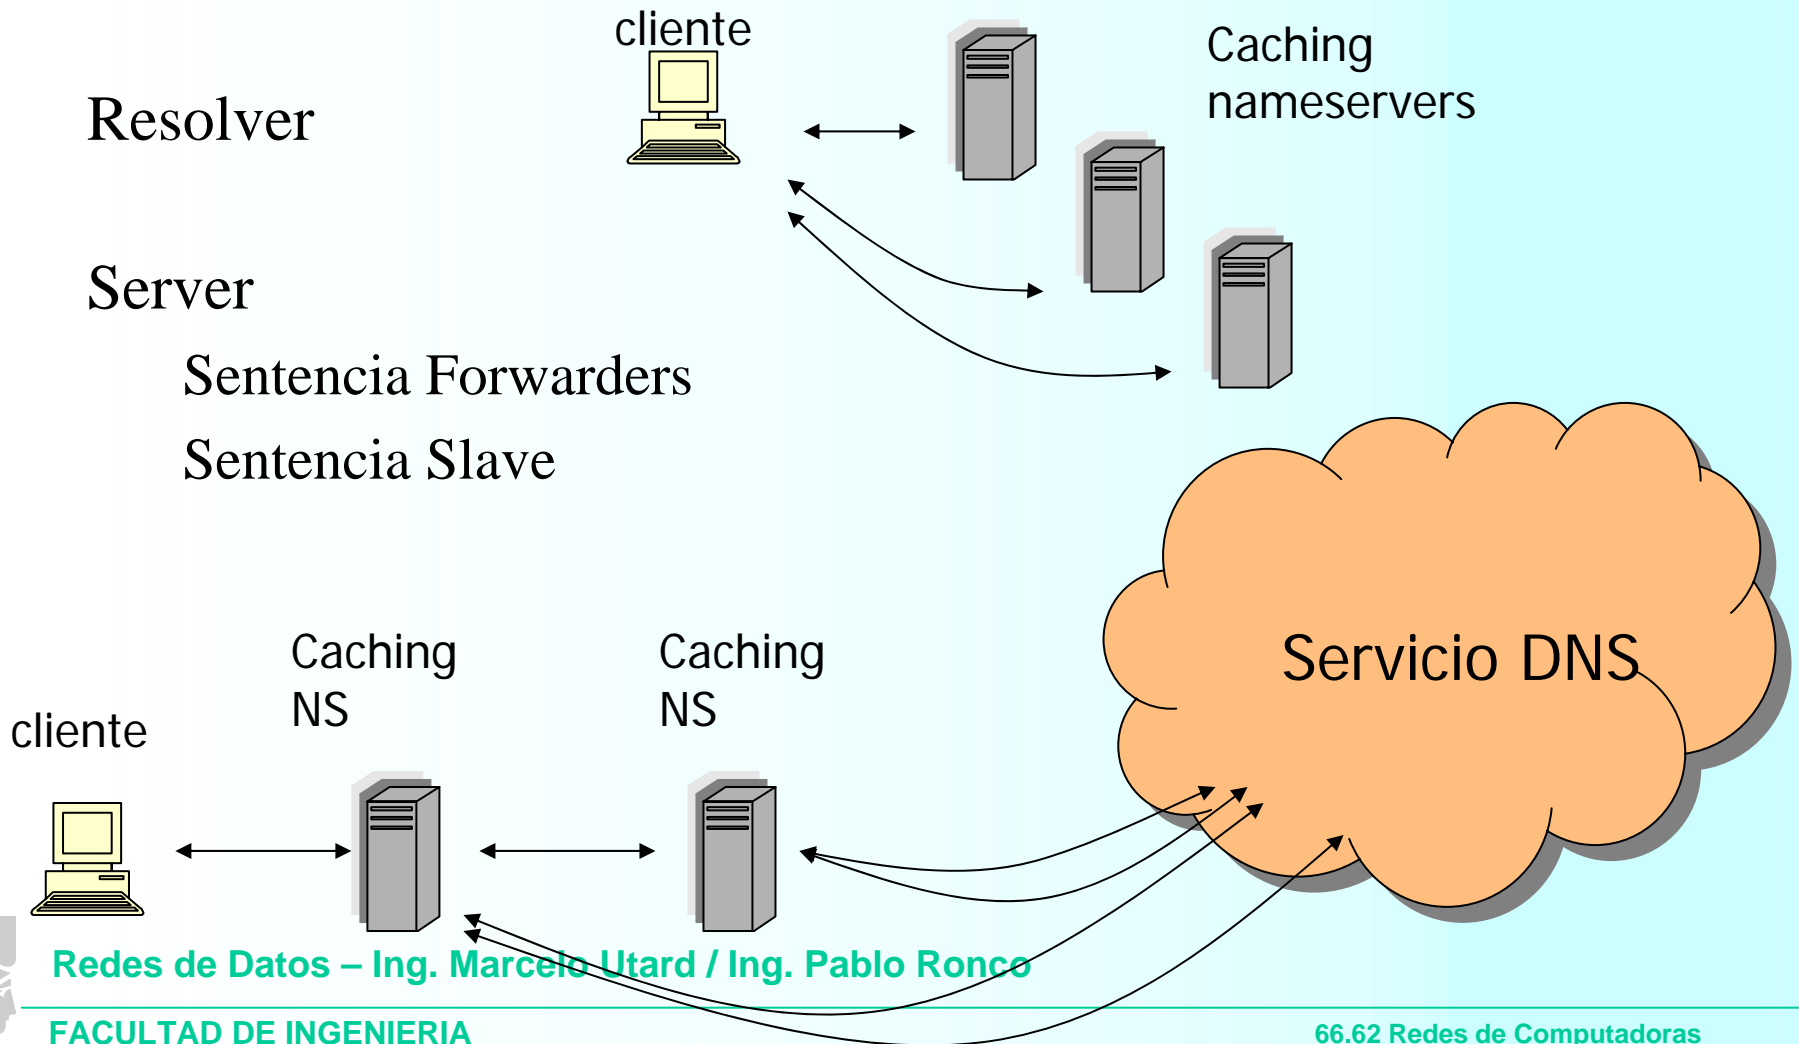 cliente
Caching
nameservers
Resolver
Server
Sentencia Forwarders
Sentencia Slave
Servicio DNS
Caching
NS
Caching
NS
cliente
Redes de Datos – Ing. Marcelo Utard / Ing. Pablo Ronco
FACULTAD DE INGENIERIA
66.62 Redes de Computadoras